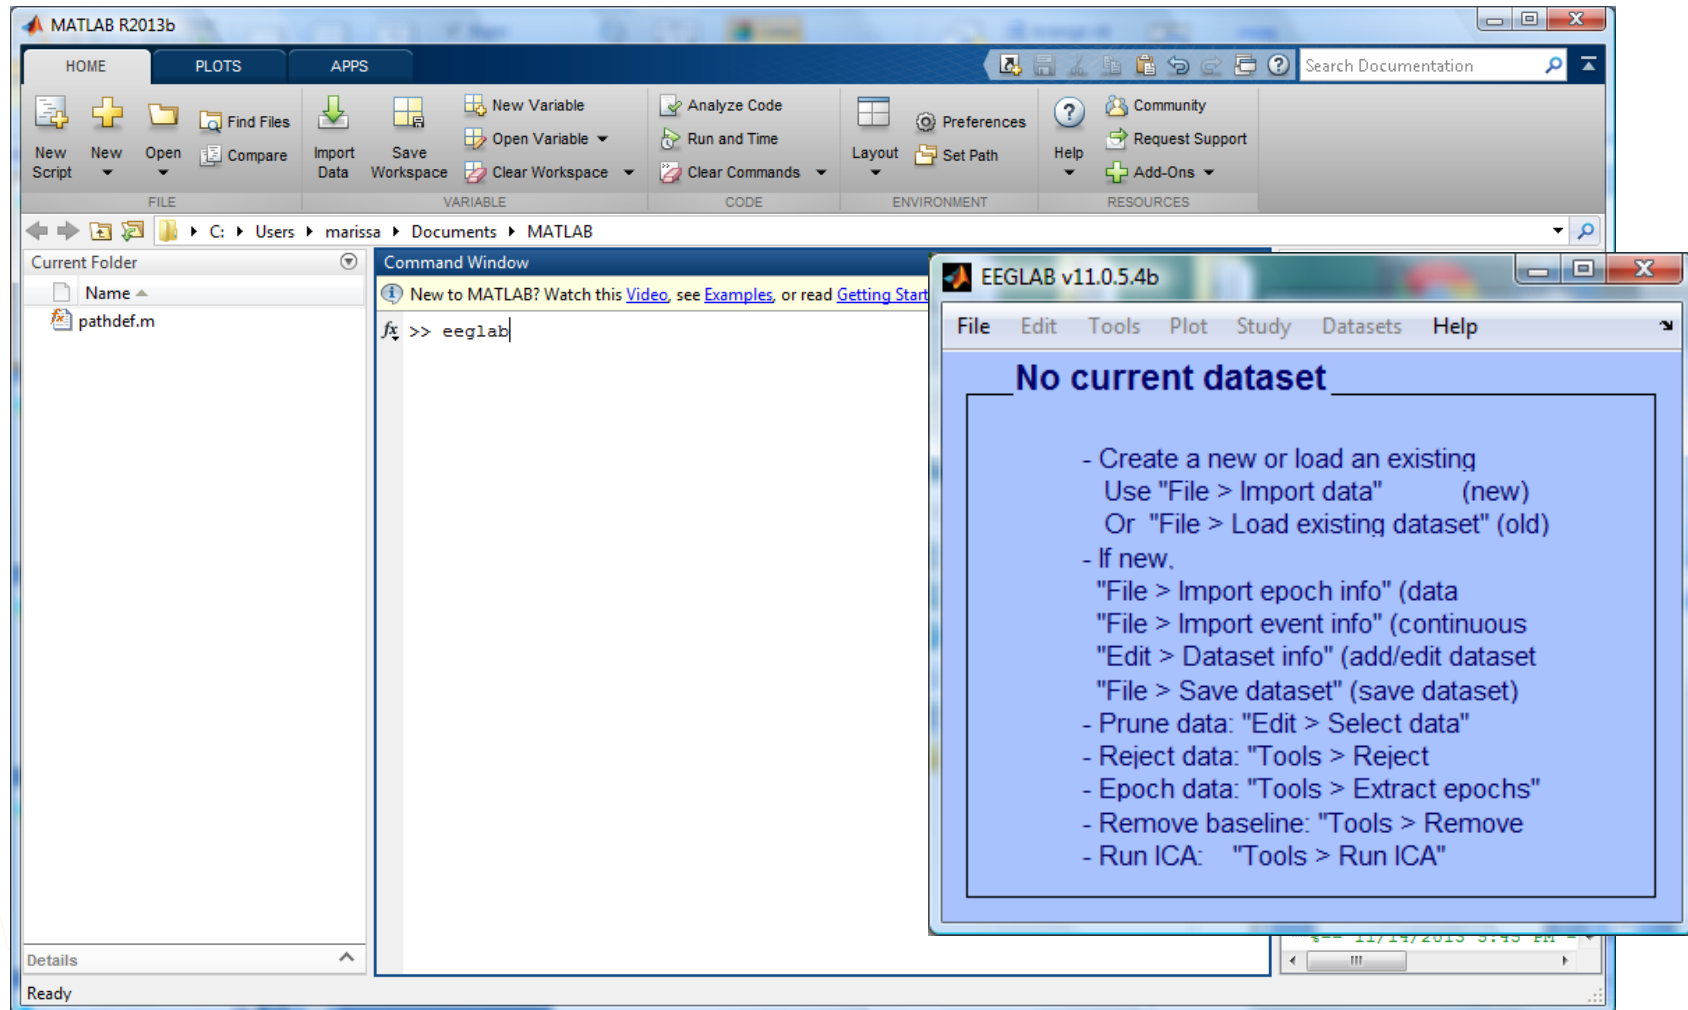 MATLAB R2013b
HOME PLOTS APPS
Search Documentation
New Script
New
Open
Find Files
Compare
FILE
Import Data
Save Workspace
New Variable
Open Variable
Clear Workspace
VARIABLE
Analyze Code
Run and Time
Clear Commands
CODE
Layout
Preferences
Set Path
ENVIRONMENT
Help
Community
Request Support
Add-Ons
RESOURCES
C: Users marissa Documents MATLAB
Current Folder
Name
pathdef.m
Details
Ready
Command Window
New to MATLAB? Watch this Video, see Examples, or read Getting Start
fx >> eeglab
EEGLAB v11.0.5.4b
File Edit Tools Plot Study Datasets Help
No current dataset
- Create a new or load an existing
Use "File > Import data" (new)
Or "File > Load existing dataset" (old)
- If new,
"File > Import epoch info" (data
"File > Import event info" (continuous
"Edit > Dataset info" (add/edit dataset
"File > Save dataset" (save dataset)
- Prune data: "Edit > Select data"
- Reject data: "Tools > Reject
- Epoch data: "Tools > Extract epochs"
- Remove baseline: "Tools > Remove
- Run ICA: "Tools > Run ICA"
%-- 11/14/2013 5:45 PM -